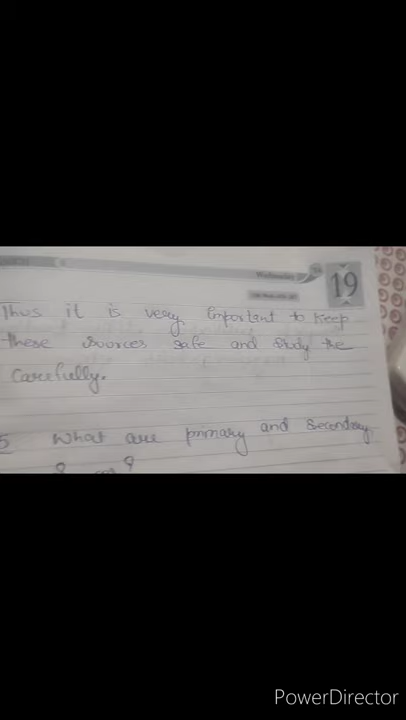 Wednesday
19
Thus it is very Important to Keep
these sources safe and study the
Carefully.
5 What are primary and Secondary
PowerDirector